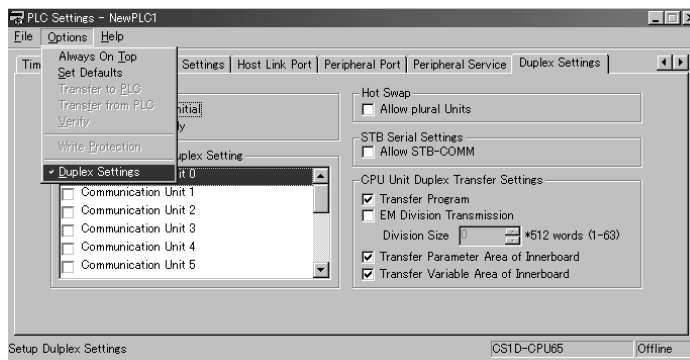 PLC Settings - NewPLC1
File Options Help
Always On Top
Set Defaults
Transfer to PLC
Transfer from PLC
Verify
Write Protection
Duplex Settings
Settings Host Link Port Peripheral Port Peripheral Service Duplex Settings
Hot Swap
Allow plural Units
STB Serial Settings
Allow STB-COMM
Duplex Setting
Communication Unit 1
Communication Unit 2
Communication Unit 3
Communication Unit 4
Communication Unit 5
CPU Unit Duplex Transfer Settings
Transfer Program
EM Division Transmission
Division Size 0 *512 words (1-63)
Transfer Parameter Area of Innerboard
Transfer Variable Area of Innerboard
Setup Dulplex Settings CS1D-CPU65 Offline